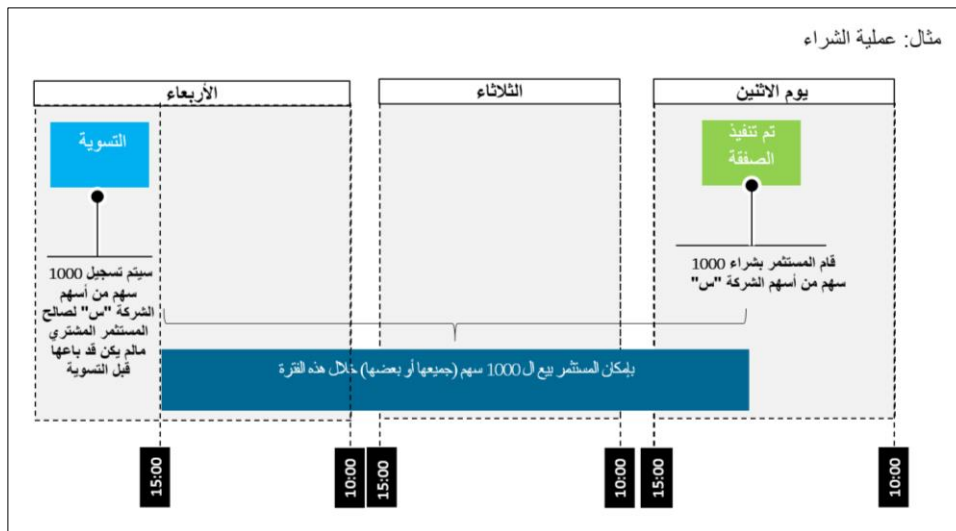 مثال: عملية الشراء
يوم الاثنين
الثلاثاء
الأربعاء
تم تنفيذ
الصفقة
التسوية
قام المستثمر بشراء 1000
سهم من أسهم الشركة "س"
سيتم تسجيل 1000
سهم من أسهم
الشركة "س" لصالح
المستثمر المشتري
مالم يكن قد باعها
قبل التسوية
بإمكان المستثمر بيع ال 1000 سهم (جميعها أو بعضها) خلال هذه الفترة
10:00
15:00
10:00
15:00
10:00
15:00